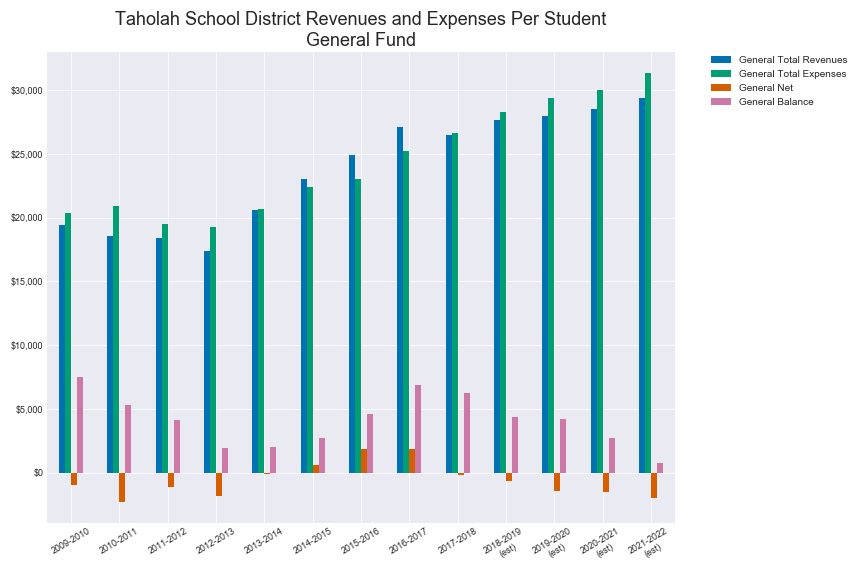 Taholah School District Revenues and Expenses Per Student
General Fund
General Total Revenues
General Total Expenses
General Net
General Balance
$30,000
$25,000
$20,000
$15,000
$10,000
$5,000
$0
2009-2010
2010-2011
2011-2012
2012-2013
2013-2014
2014-2015
2015-2016
2016-2017
2017-2018
2018-2019
(est)
2019-2020
(est)
2020-2021
(est)
2021-2022
(est)